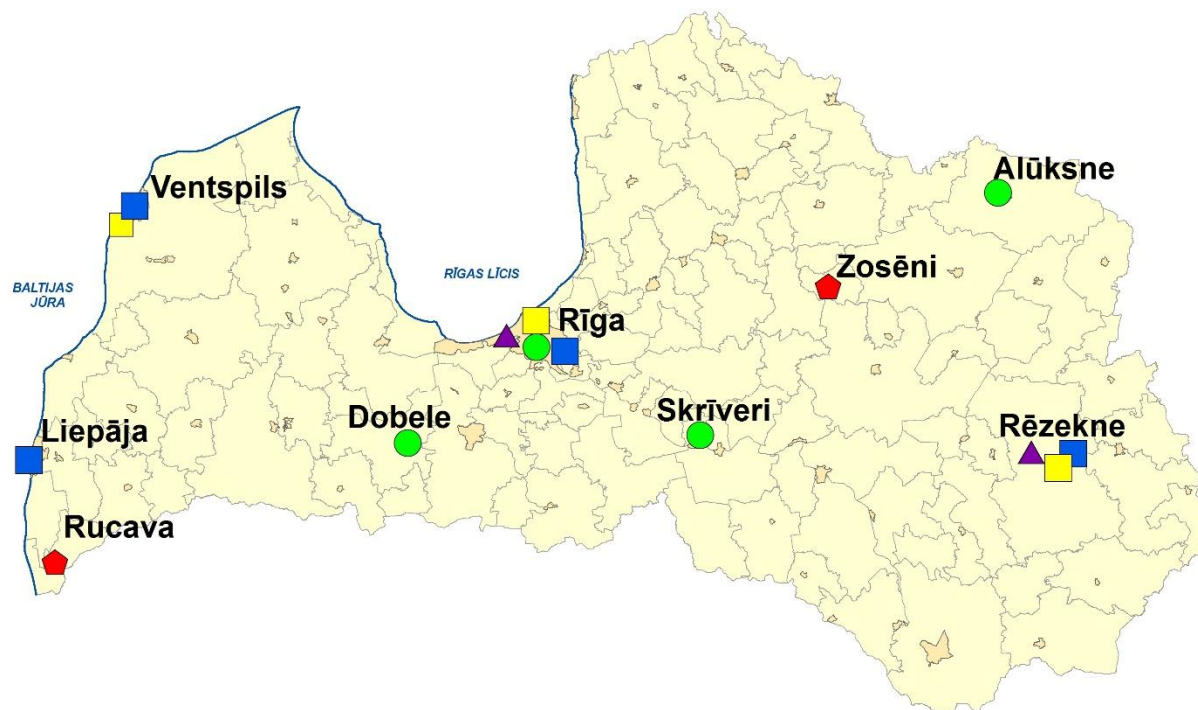 Alūksne
Ventspils
Zosēni
RĪGAS LĪCIS
BALTIJAS
JŪRA
Rīga
Dobele
Skrīveri
Liepāja
Rēzekne
Rucava